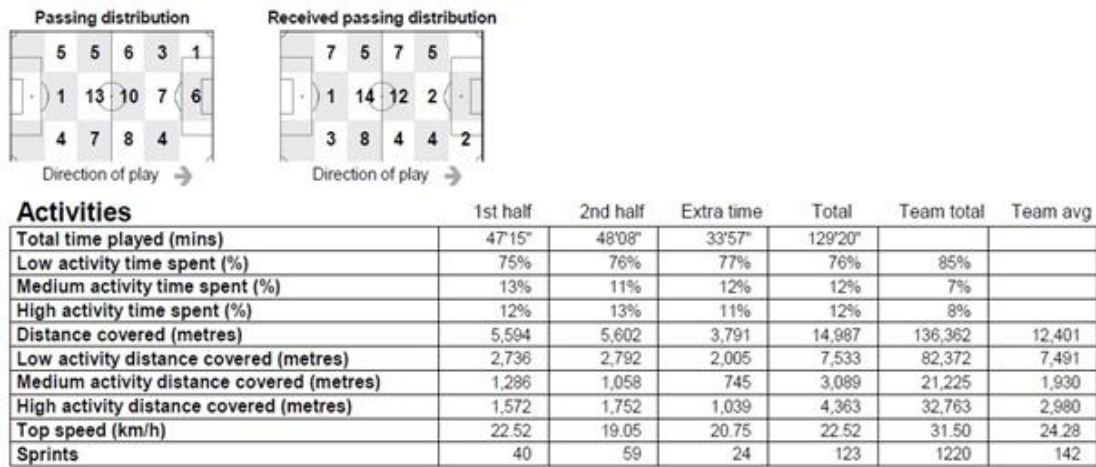 Passing distribution Received passing distribution
5 5 6 3 1 7 5 7 5
1 13 10 7 6 1 14 12 2
4 7 8 4 3 8 4 4 2
Direction of play Direction of play
Activities 1st half 2nd half Extra time Total Team total Team avg
Total time played (mins) 47'15" 48'08" 33'57" 129'20"
Low activity time spent (%) 75% 76% 77% 76% 85%
Medium activity time spent (%) 13% 11% 12% 12% 7%
High activity time spent (%) 12% 13% 11% 12% 8%
Distance covered (metres) 5,594 5,602 3,791 14,987 136,362 12,401
Low activity distance covered (metres) 2,736 2,792 2,005 7,533 82,372 7,491
Medium activity distance covered (metres) 1,286 1,058 745 3,089 21,225 1,930
High activity distance covered (metres) 1,572 1,752 1,039 4,363 32,763 2,980
Top speed (km/h) 22.52 19.05 20.75 22.52 31.50 24.28
Sprints 40 59 24 123 1220 142